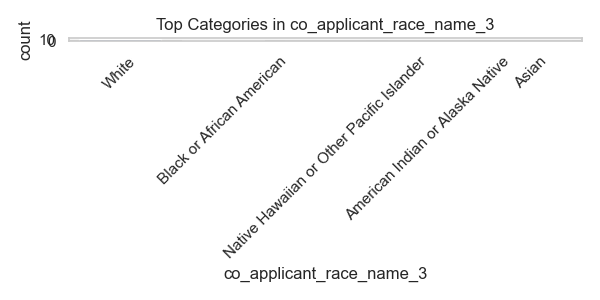 Top Categories in co_applicant_race_name_3
count
10
0
White
Black or African American
Native Hawaiian or Other Pacific Islander
American Indian or Alaska Native
Asian
co_applicant_race_name_3